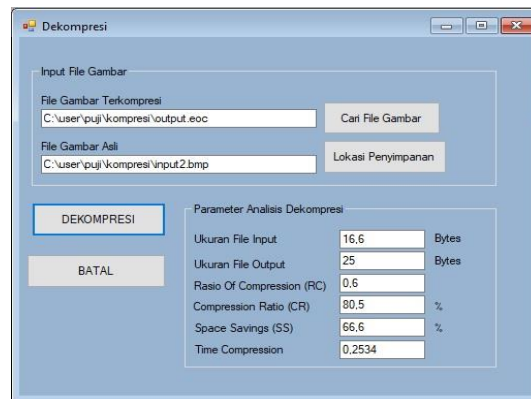 Dekompresi
Input File Gambar
File Gambar Terkompresi
C:\user\puji\kompresi\output.eoc
Cari File Gambar
File Gambar Asli
C:\user\puji\kompresi\input2.bmp
Lokasi Penyimpanan
DEKOMPRESI
BATAL
Parameter Analisis Dekompresi
Ukuran File Input 16,6 Bytes
Ukuran File Output 25 Bytes
Rasio Of Compression (RC) 0,6
Compression Ratio (CR) 80,5 %
Space Savings (SS) 66,6 %
Time Compression 0,2534